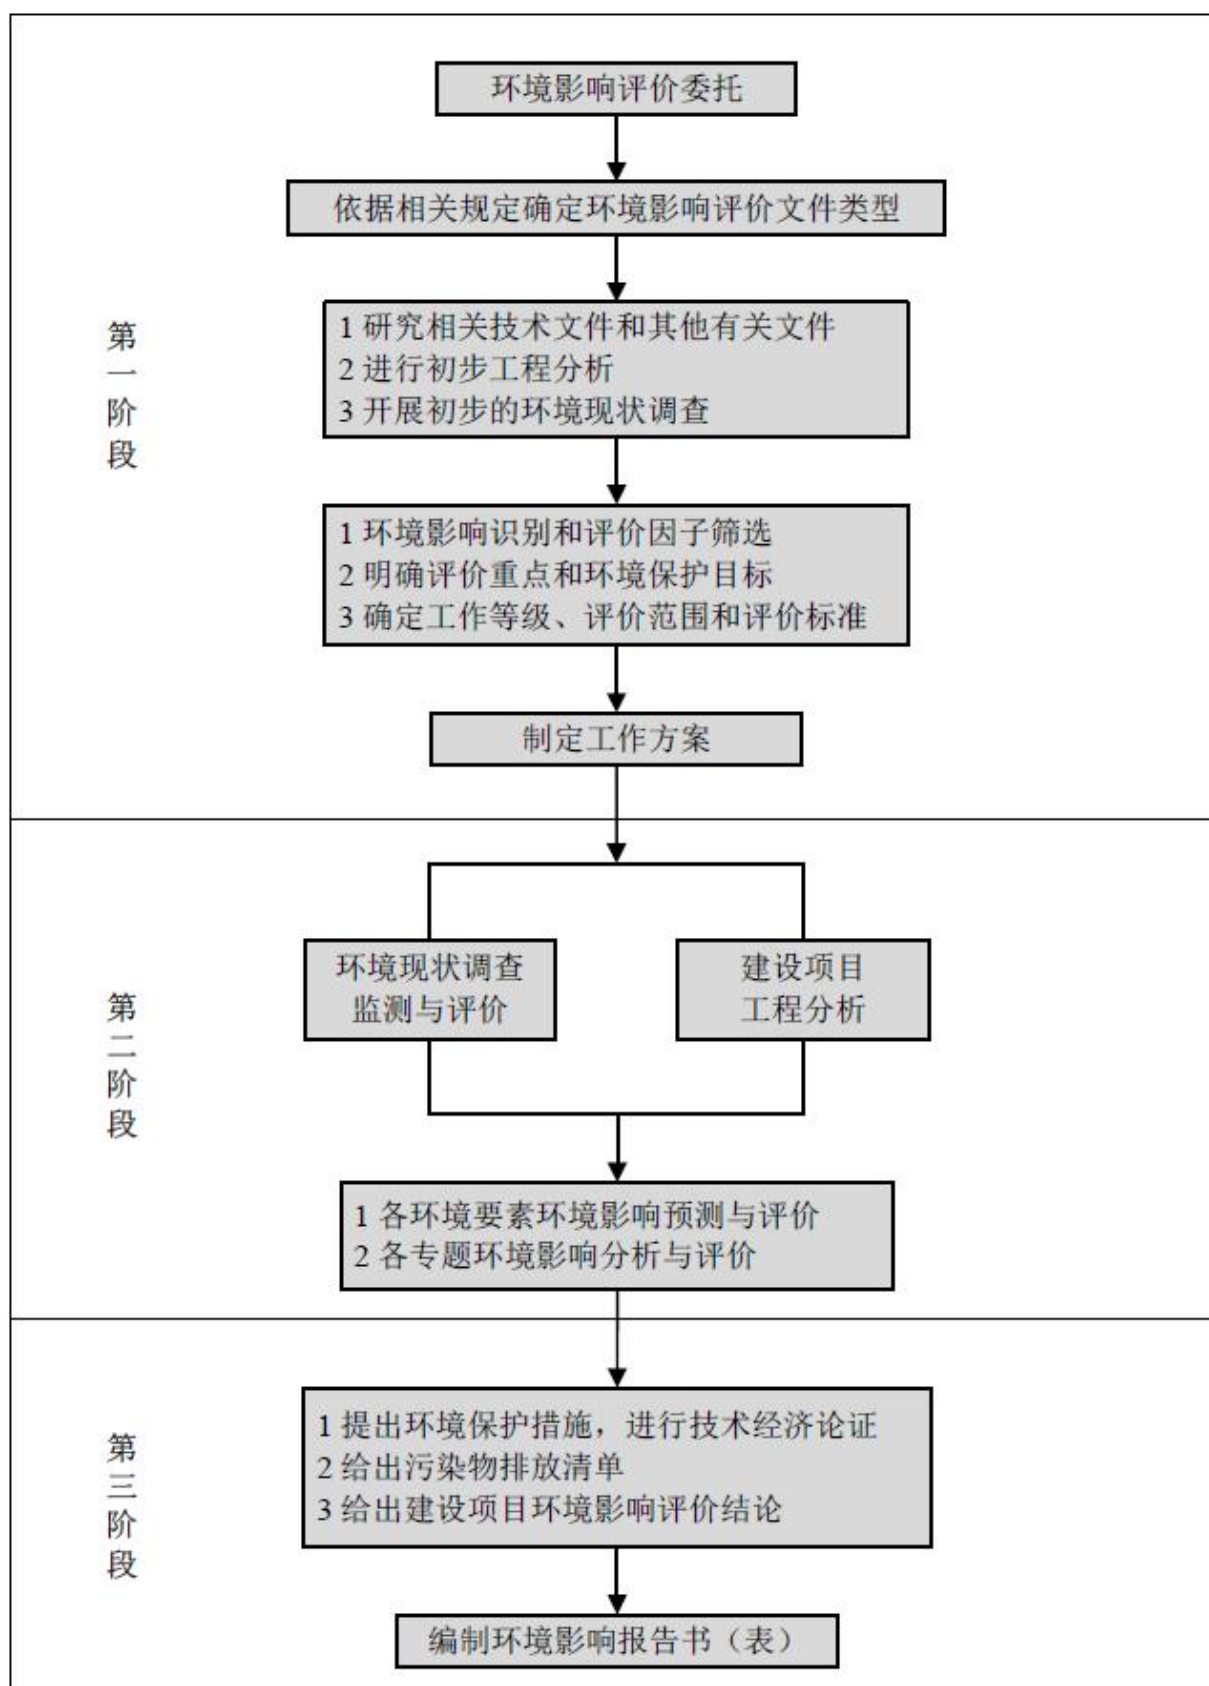 环境影响评价委托
依据相关规定确定环境影响评价文件类型
第一阶段
1 研究相关技术文件和其他有关文件
2 进行初步工程分析
3 开展初步的环境现状调查
1 环境影响识别和评价因子筛选
2 明确评价重点和环境保护目标
3 确定工作等级、评价范围和评价标准
制定工作方案
第二阶段
环境现状调查
监测与评价
建设项目
工程分析
1 各环境要素环境影响预测与评价
2 各专题环境影响分析与评价
第三阶段
1 提出环境保护措施，进行技术经济论证
2 给出污染物排放清单
3 给出建设项目环境影响评价结论
编制环境影响报告书（表）